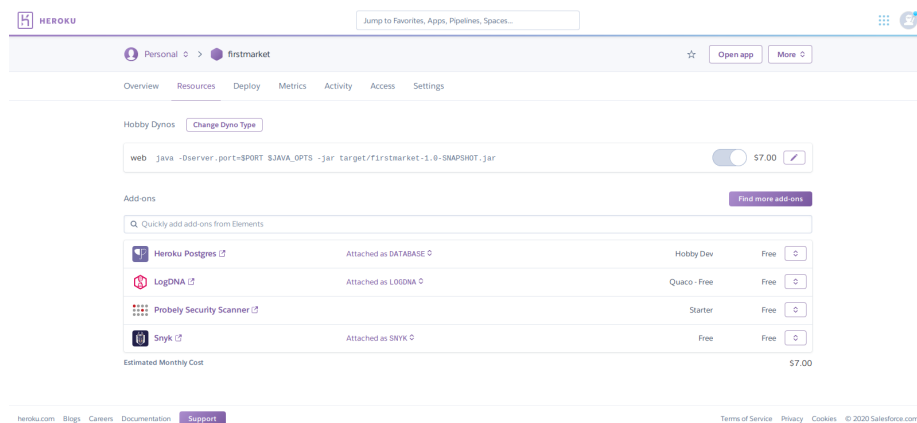 HEROKU
Jump to Favorites, Apps, Pipelines, Spaces...
Personal > firstmarket
Open app
More
Overview Resources Deploy Metrics Activity Access Settings
Hobby Dynos Change Dyno Type
web java -Dserver.port=$PORT $JAVA_OPTS -jar target/firstmarket-1.0-SNAPSHOT.jar $7.00
Add-ons Find more add-ons
Quickly add add-ons from Elements
Heroku Postgres Attached as DATABASE Hobby Dev Free
LogDNA Attached as LOGDNA Quaco - Free Free
Probely Security Scanner Starter Free
Snyk Attached as SNYK Free Free
Estimated Monthly Cost $7.00
heroku.com Blogs Careers Documentation Support Terms of Service Privacy Cookies © 2020 Salesforce.com